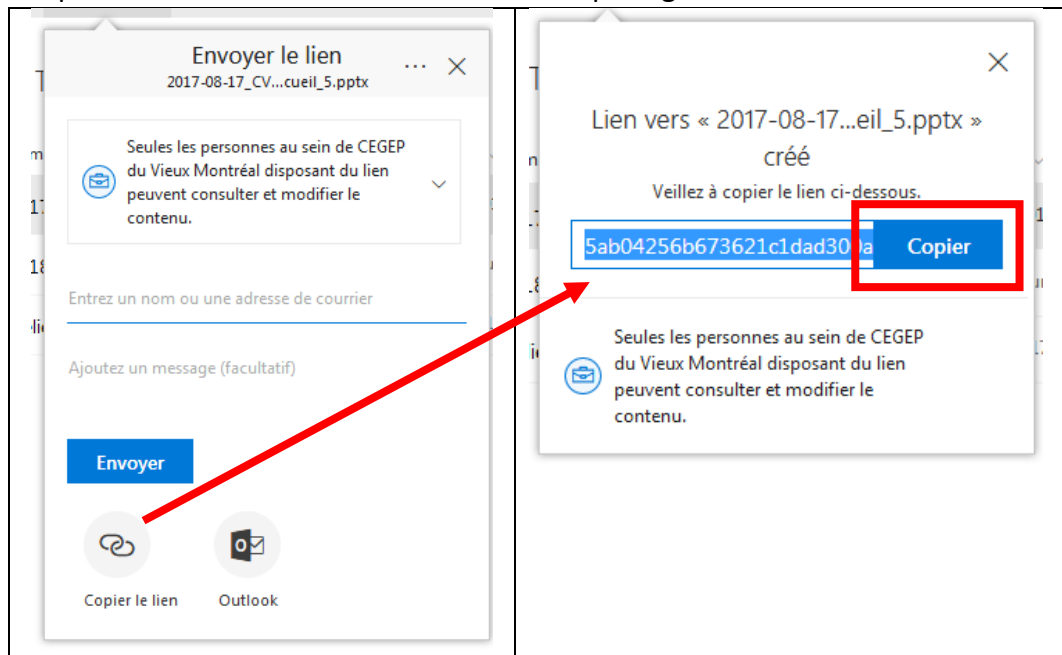 Envoyer le lien
2017-08-17_CV...cueil_5.pptx
Seules les personnes au sein de CEGEP
du Vieux Montréal disposant du lien
peuvent consulter et modifier le
contenu.
Entrez un nom ou une adresse de courrier
Ajoutez un message (facultatif)
Envoyer
Copier le lien
Outlook
Lien vers « 2017-08-17...eil_5.pptx »
créé
Veillez à copier le lien ci-dessous.
Copier
Seules les personnes au sein de CEGEP
du Vieux Montréal disposant du lien
peuvent consulter et modifier le
contenu.